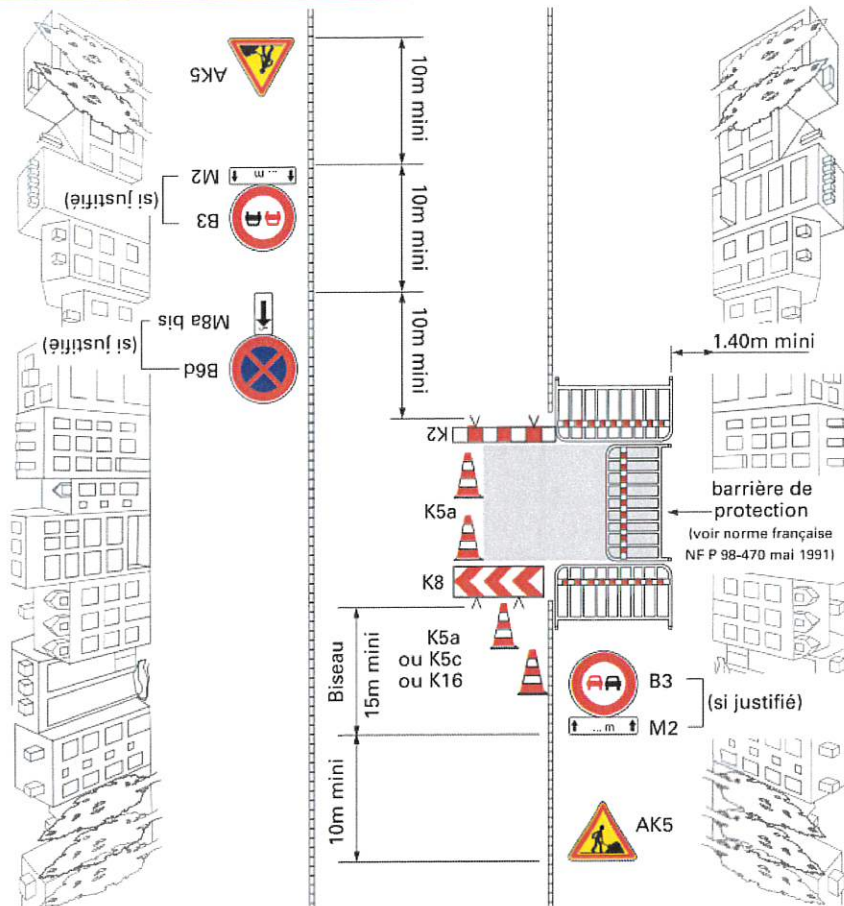 AK5
10m mini
M2
... m
B3
(si justifié)
10m mini
M8a bis
B6d
(si justifié)
10m mini
1.40m mini
K2
K5a
barrière de
protection
(voir norme française
NF P 98-470 mai 1991)
K8
Biseau
15m mini
K5a
ou K5c
ou K16
B3
(si justifié)
... m
M2
10m mini
AK5